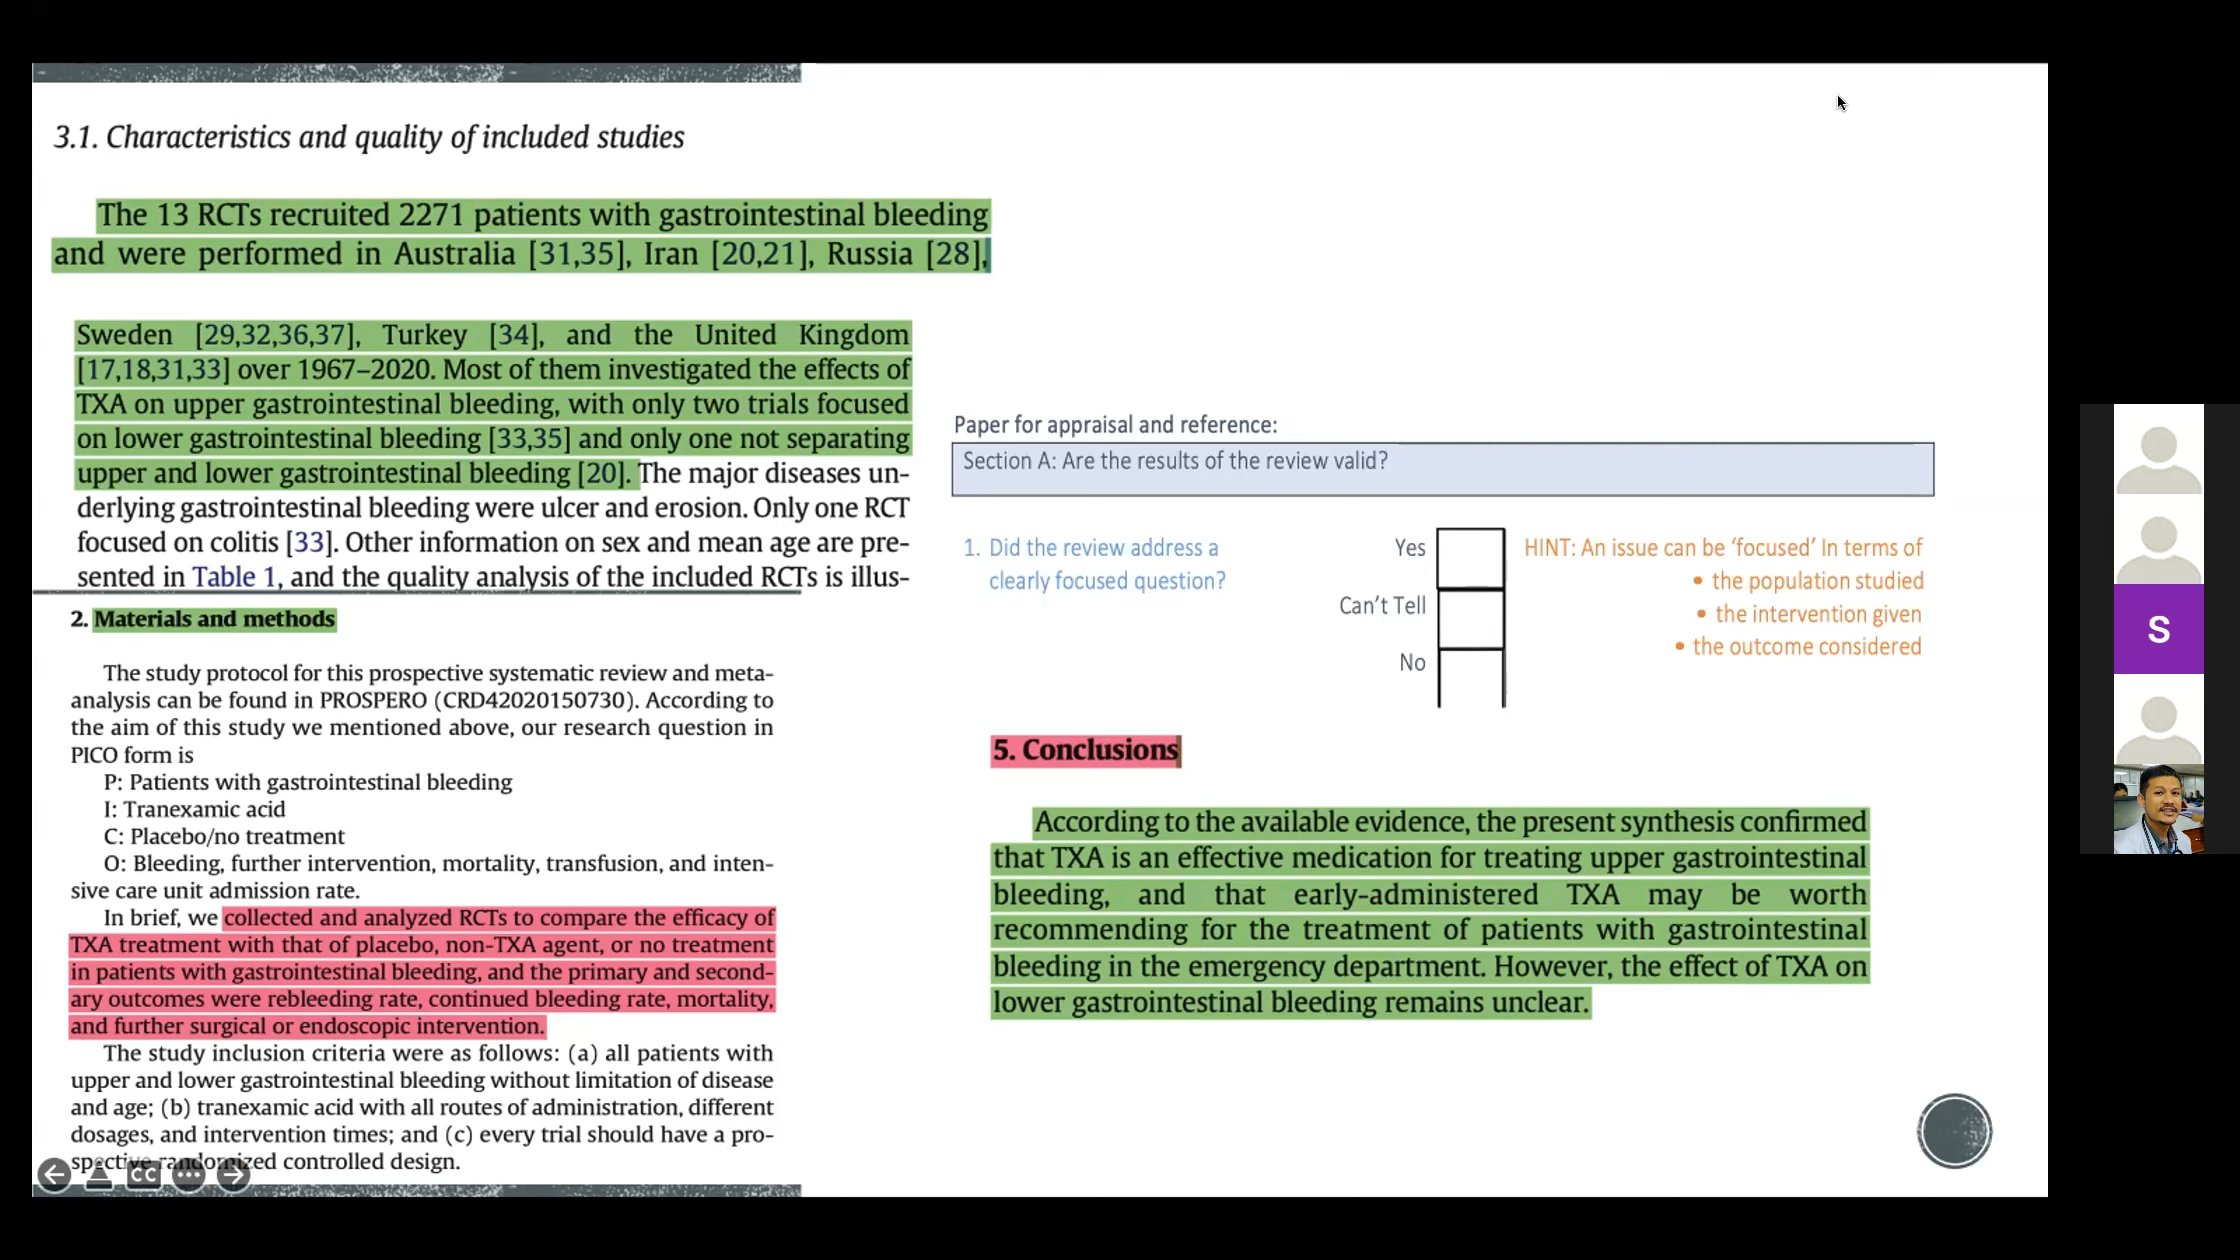 3.1. Characteristics and quality of included studies
The 13 RCTs recruited 2271 patients with gastrointestinal bleeding
and were performed in Australia [31,35], Iran [20,21], Russia [28],
Sweden [29,32,36,37], Turkey [34], and the United Kingdom
[17,18,31,33] over 1967–2020. Most of them investigated the effects of
TXA on upper gastrointestinal bleeding, with only two trials focused
on lower gastrointestinal bleeding [33,35] and only one not separating
upper and lower gastrointestinal bleeding [20]. The major diseases un-
derlying gastrointestinal bleeding were ulcer and erosion. Only one RCT
focused on colitis [33]. Other information on sex and mean age are pre-
sented in Table 1, and the quality analysis of the included RCTs is illus-
2. Materials and methods
The study protocol for this prospective systematic review and meta-
analysis can be found in PROSPERO (CRD42020150730). According to
the aim of this study we mentioned above, our research question in
PICO form is
P: Patients with gastrointestinal bleeding
I: Tranexamic acid
C: Placebo/no treatment
O: Bleeding, further intervention, mortality, transfusion, and inten-
sive care unit admission rate.
In brief, we collected and analyzed RCTs to compare the efficacy of
TXA treatment with that of placebo, non-TXA agent, or no treatment
in patients with gastrointestinal bleeding, and the primary and second-
ary outcomes were rebleeding rate, continued bleeding rate, mortality,
and further surgical or endoscopic intervention.
The study inclusion criteria were as follows: (a) all patients with
upper and lower gastrointestinal bleeding without limitation of disease
and age; (b) tranexamic acid with all routes of administration, different
dosages, and intervention times; and (c) every trial should have a pro-
spective randomized controlled design.
CC
Paper for appraisal and reference:
Section A: Are the results of the review valid?
1. Did the review address a
clearly focused question?
Yes
Can't Tell
No
HINT: An issue can be 'focused' In terms of
• the population studied
• the intervention given
• the outcome considered
5. Conclusions
According to the available evidence, the present synthesis confirmed
that TXA is an effective medication for treating upper gastrointestinal
bleeding, and that early-administered TXA may be worth
recommending for the treatment of patients with gastrointestinal
bleeding in the emergency department. However, the effect of TXA on
lower gastrointestinal bleeding remains unclear.
S